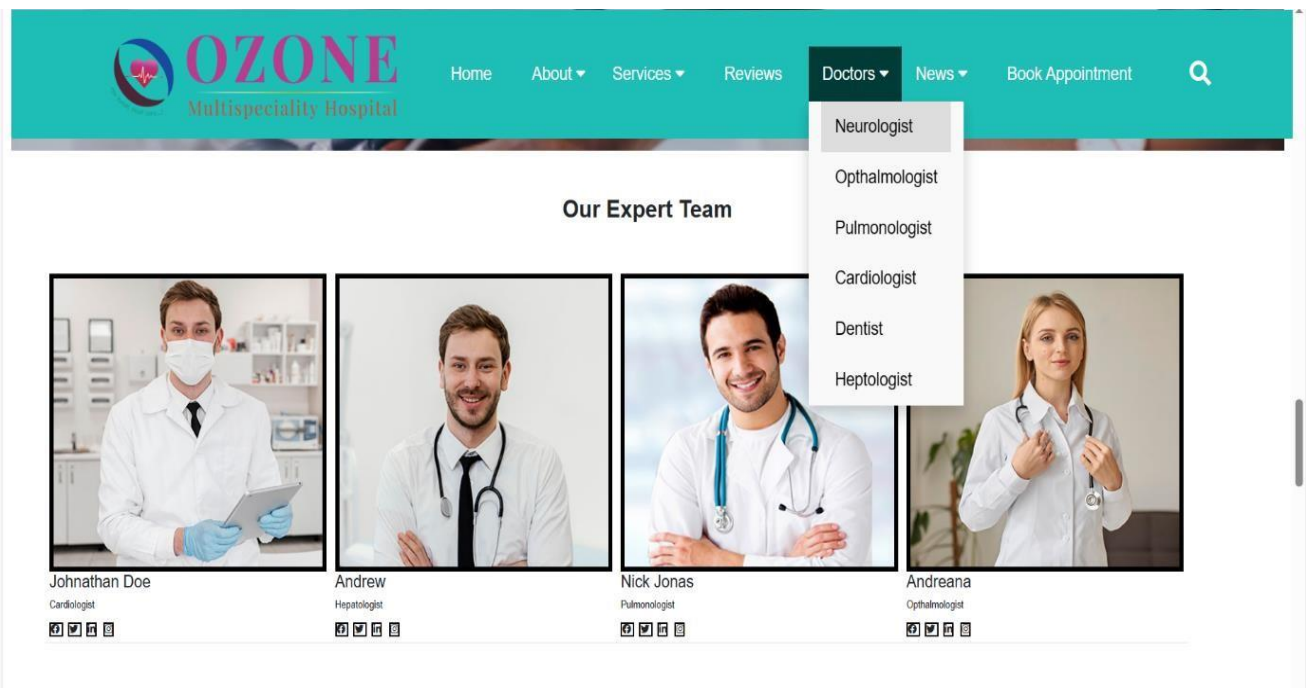 OZONE
Multispeciality Hospital
Home About Services Reviews Doctors News Book Appointment
Neurologist
Opthalmologist
Pulmonologist
Cardiologist
Dentist
Heptologist
Our Expert Team
Johnathan Doe
Cardiologist
Andrew
Hepatologist
Nick Jonas
Pulmonologist
Andreana
Opthalmologist